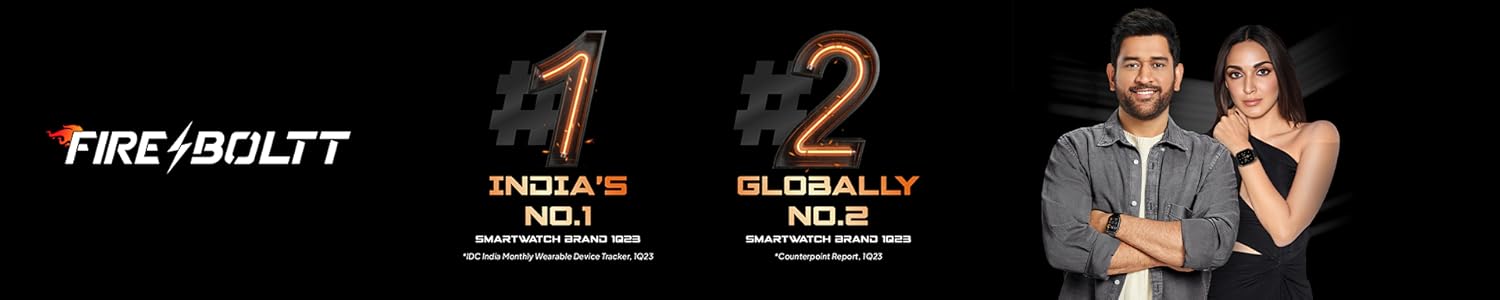 FIRE BOLTT
#1
INDIA'S
NO.1
SMARTWATCH BRAND 1Q23
*IDC India Monthly Wearable Device Tracker, 1Q23
#2
GLOBALLY
NO.2
SMARTWATCH BRAND 1Q23
*Counterpoint Report, 1Q23